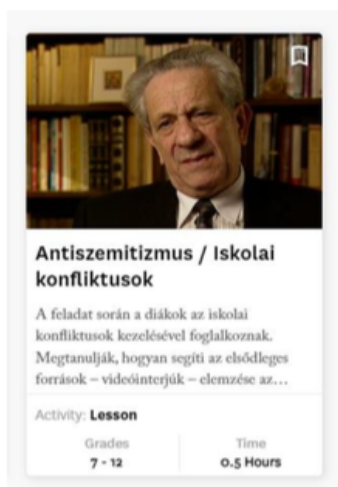 Antiszemitizmus / Iskolai
konfliktusok
A feladat során a diákok az iskolai
konfliktusok kezelésével foglalkoznak.
Megtanulják, hogyan segíti az elsődleges
források – videóinterjúk – elemzése az…
Activity: Lesson
Grades
7 - 12
Time
0.5 Hours